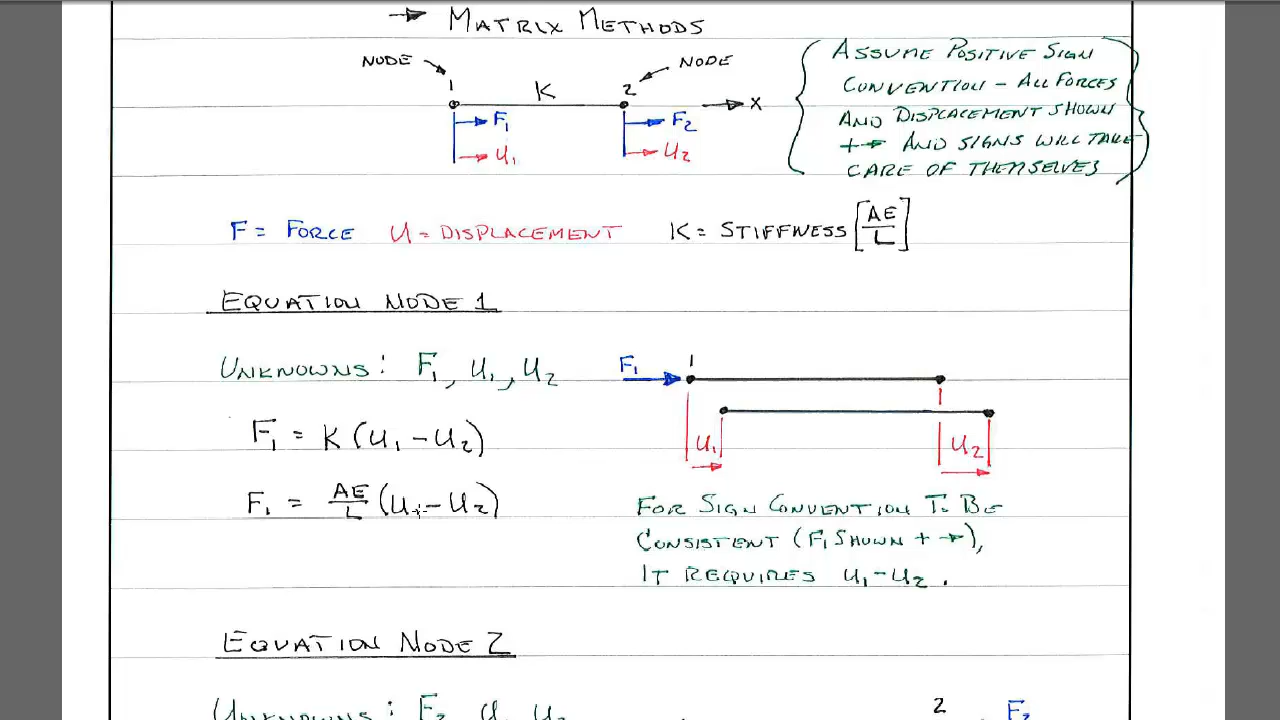 → MATRIX METHODS
NODE
NODE
1 K 2 → X
F1 F2
U1 U2
ASSUME POSITIVE SIGN
CONVENTION - ALL FORCES
AND DISPLACEMENT SHOWN
+→ AND SIGNS WILL TAKE
CARE OF THEMSELVES
F = FORCE U = DISPLACEMENT K = STIFFNESS [AE/L]
EQUATION NODE 1
UNKNOWNS: F1, U1, U2
F1 1
F1 = K(U1 - U2)
U1 U2
F1 = AE/L (U1 - U2)
FOR SIGN CONVENTION TO BE
CONSISTENT (F1 SHOWN + →),
IT REQUIRES U1-U2.
EQUATION NODE 2
UNKNOWNS: F2 U U2
2 F2